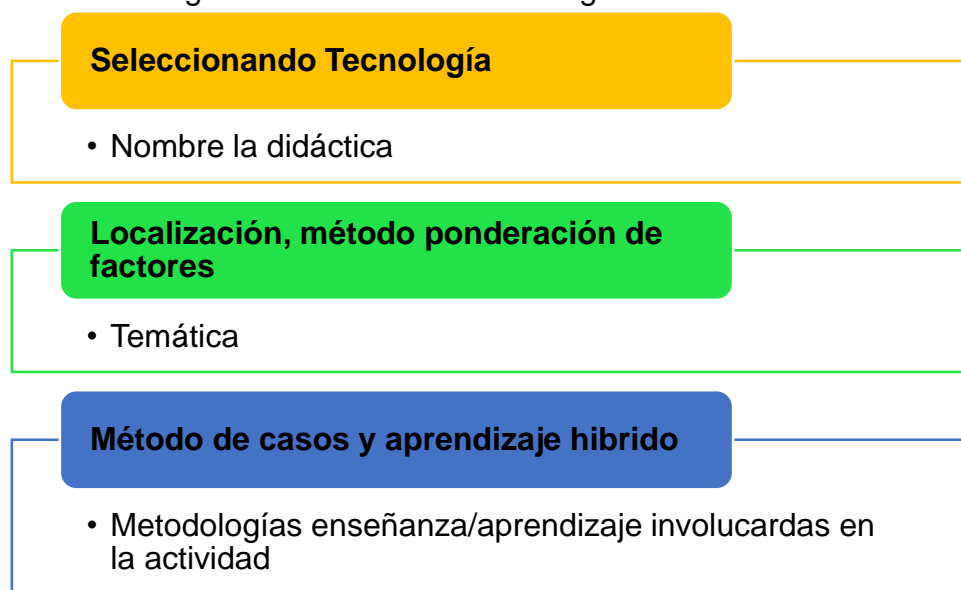 Seleccionando Tecnología
• Nombre la didáctica
Localización, método ponderación de
factores
• Temática
Método de casos y aprendizaje hibrido
• Metodologías enseñanza/aprendizaje involucardas en
la actividad